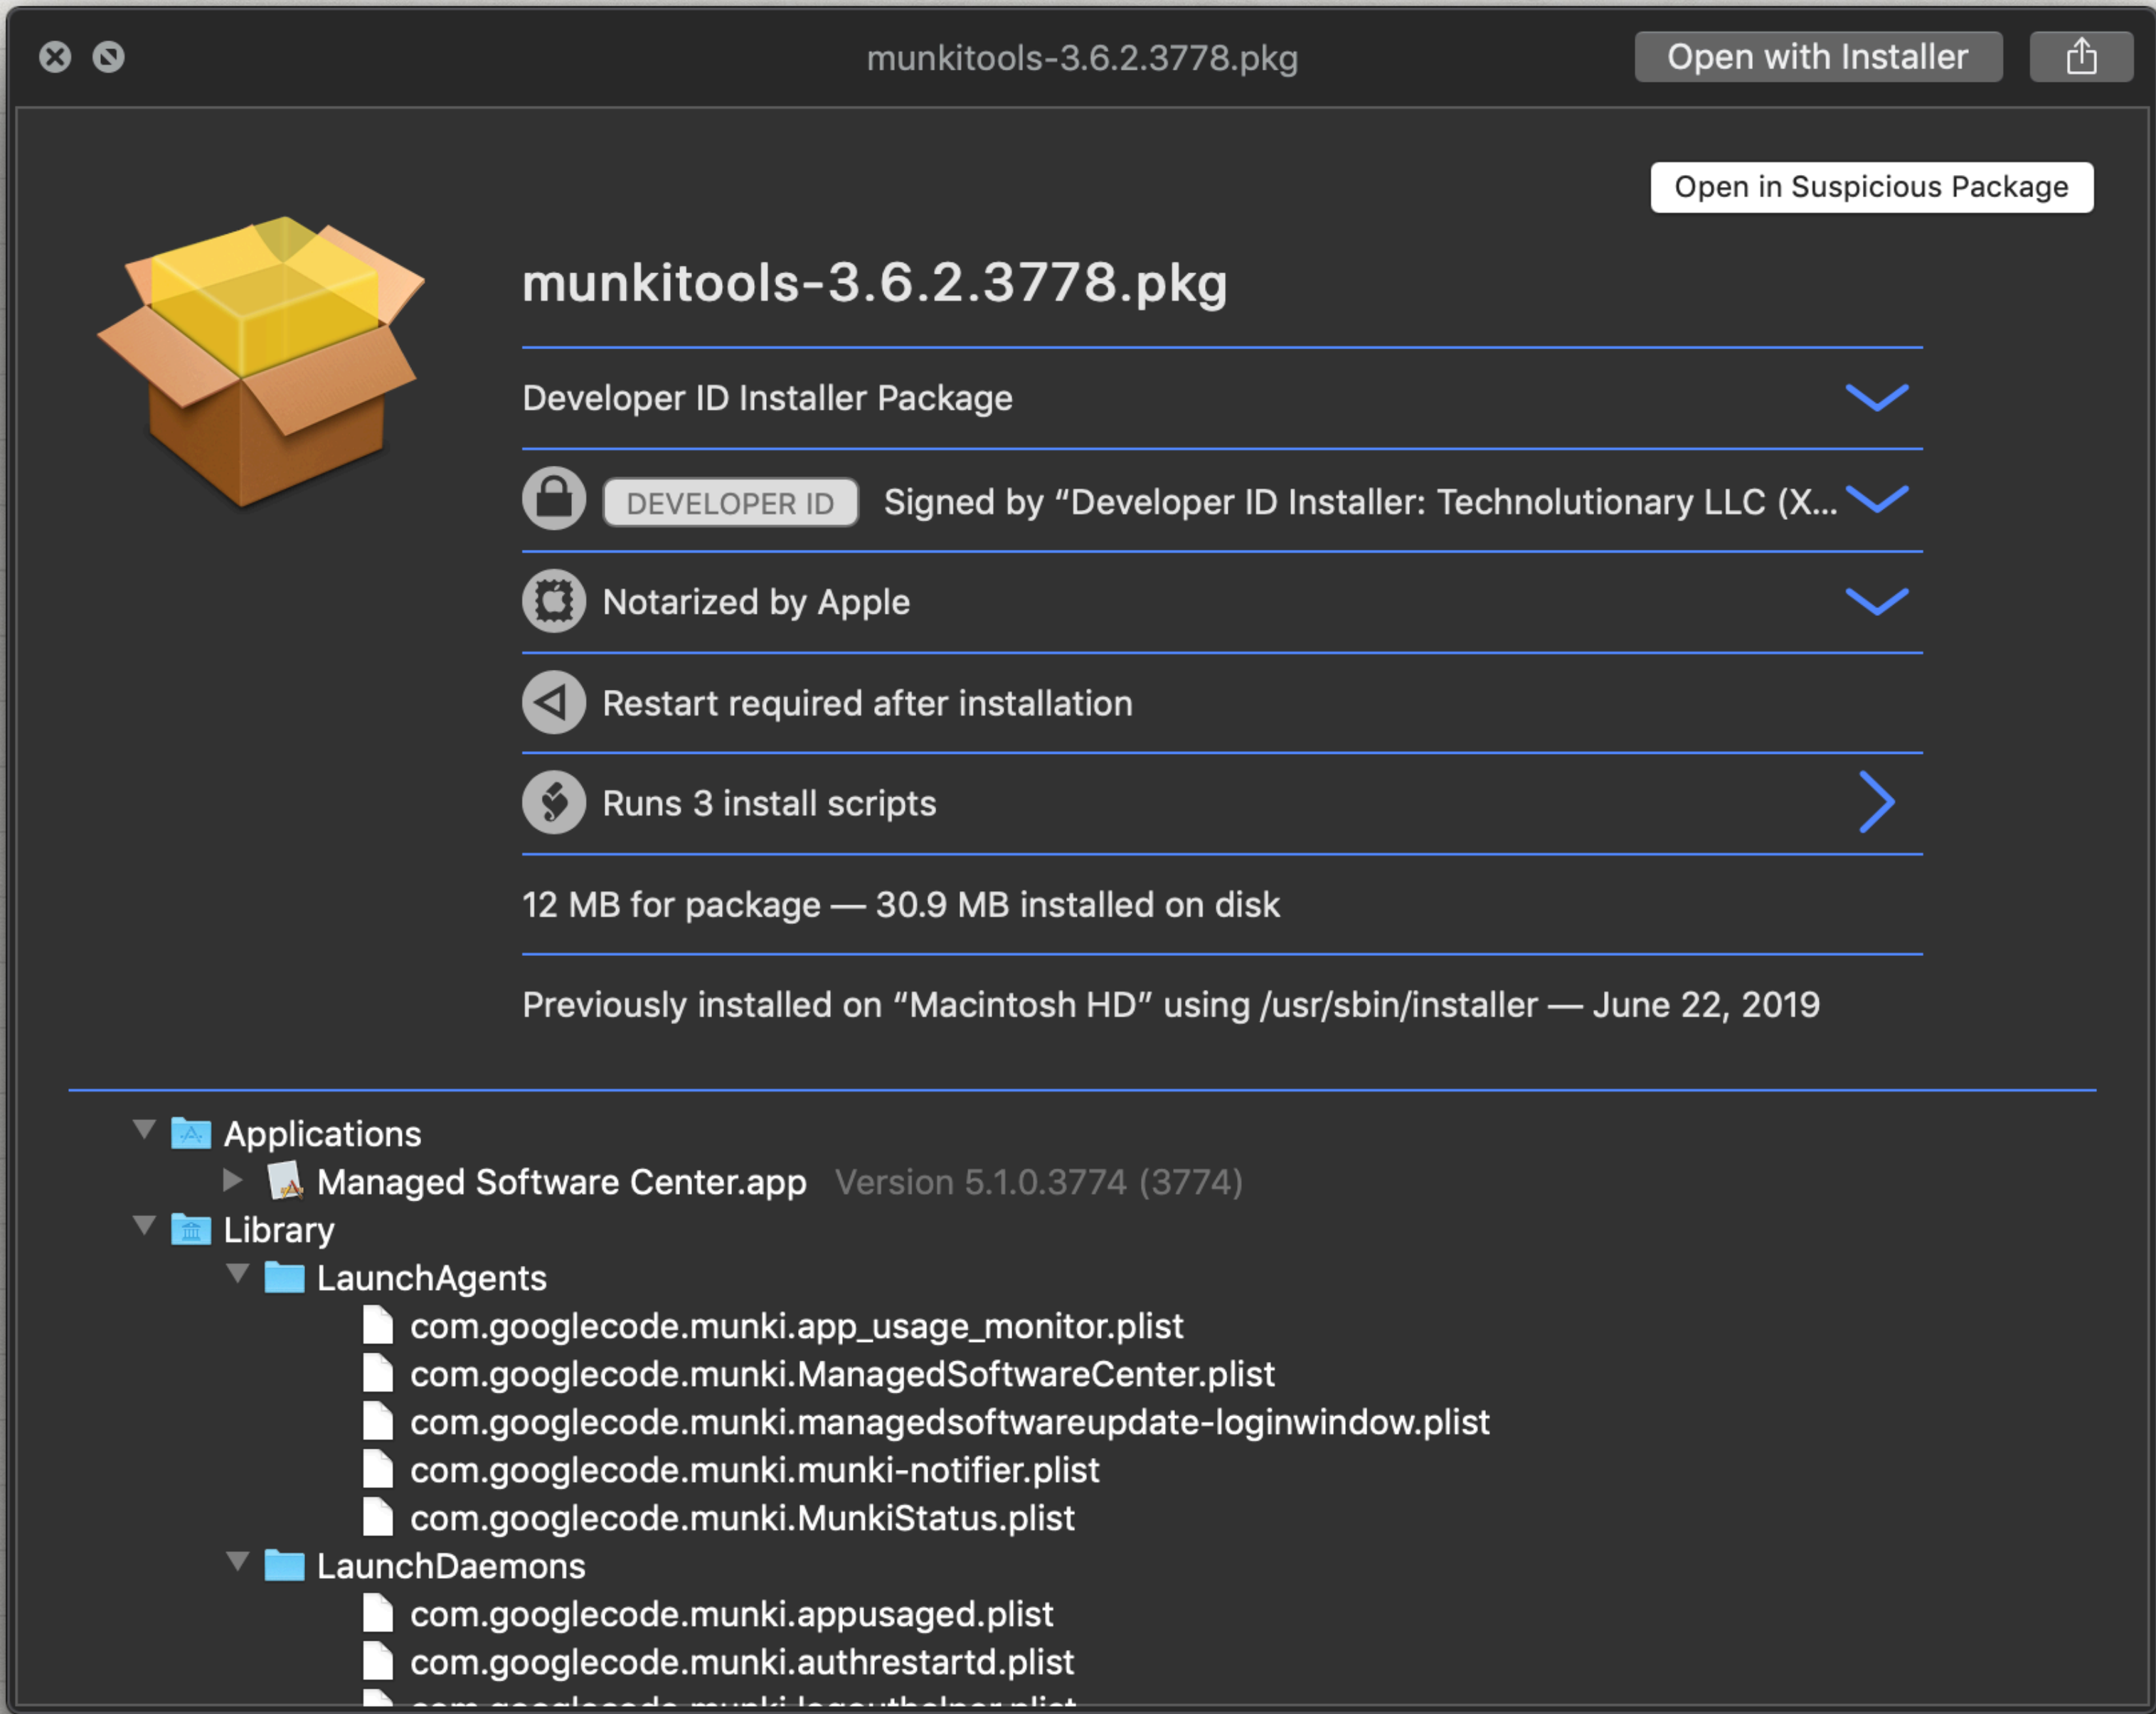 munkitools-3.6.2.3778.pkg
Open with Installer
Open in Suspicious Package
munkitools-3.6.2.3778.pkg
Developer ID Installer Package
DEVELOPER ID Signed by “Developer ID Installer: Technolutionary LLC (X...
Notarized by Apple
Restart required after installation
Runs 3 install scripts
12 MB for package — 30.9 MB installed on disk
Previously installed on “Macintosh HD” using /usr/sbin/installer — June 22, 2019
Applications
Managed Software Center.app Version 5.1.0.3774 (3774)
Library
LaunchAgents
com.googlecode.munki.app_usage_monitor.plist
com.googlecode.munki.ManagedSoftwareCenter.plist
com.googlecode.munki.managedsoftwareupdate-loginwindow.plist
com.googlecode.munki.munki-notifier.plist
com.googlecode.munki.MunkiStatus.plist
LaunchDaemons
com.googlecode.munki.appusaged.plist
com.googlecode.munki.authrestartd.plist
com.googlecode.munki.logouthelper.plist